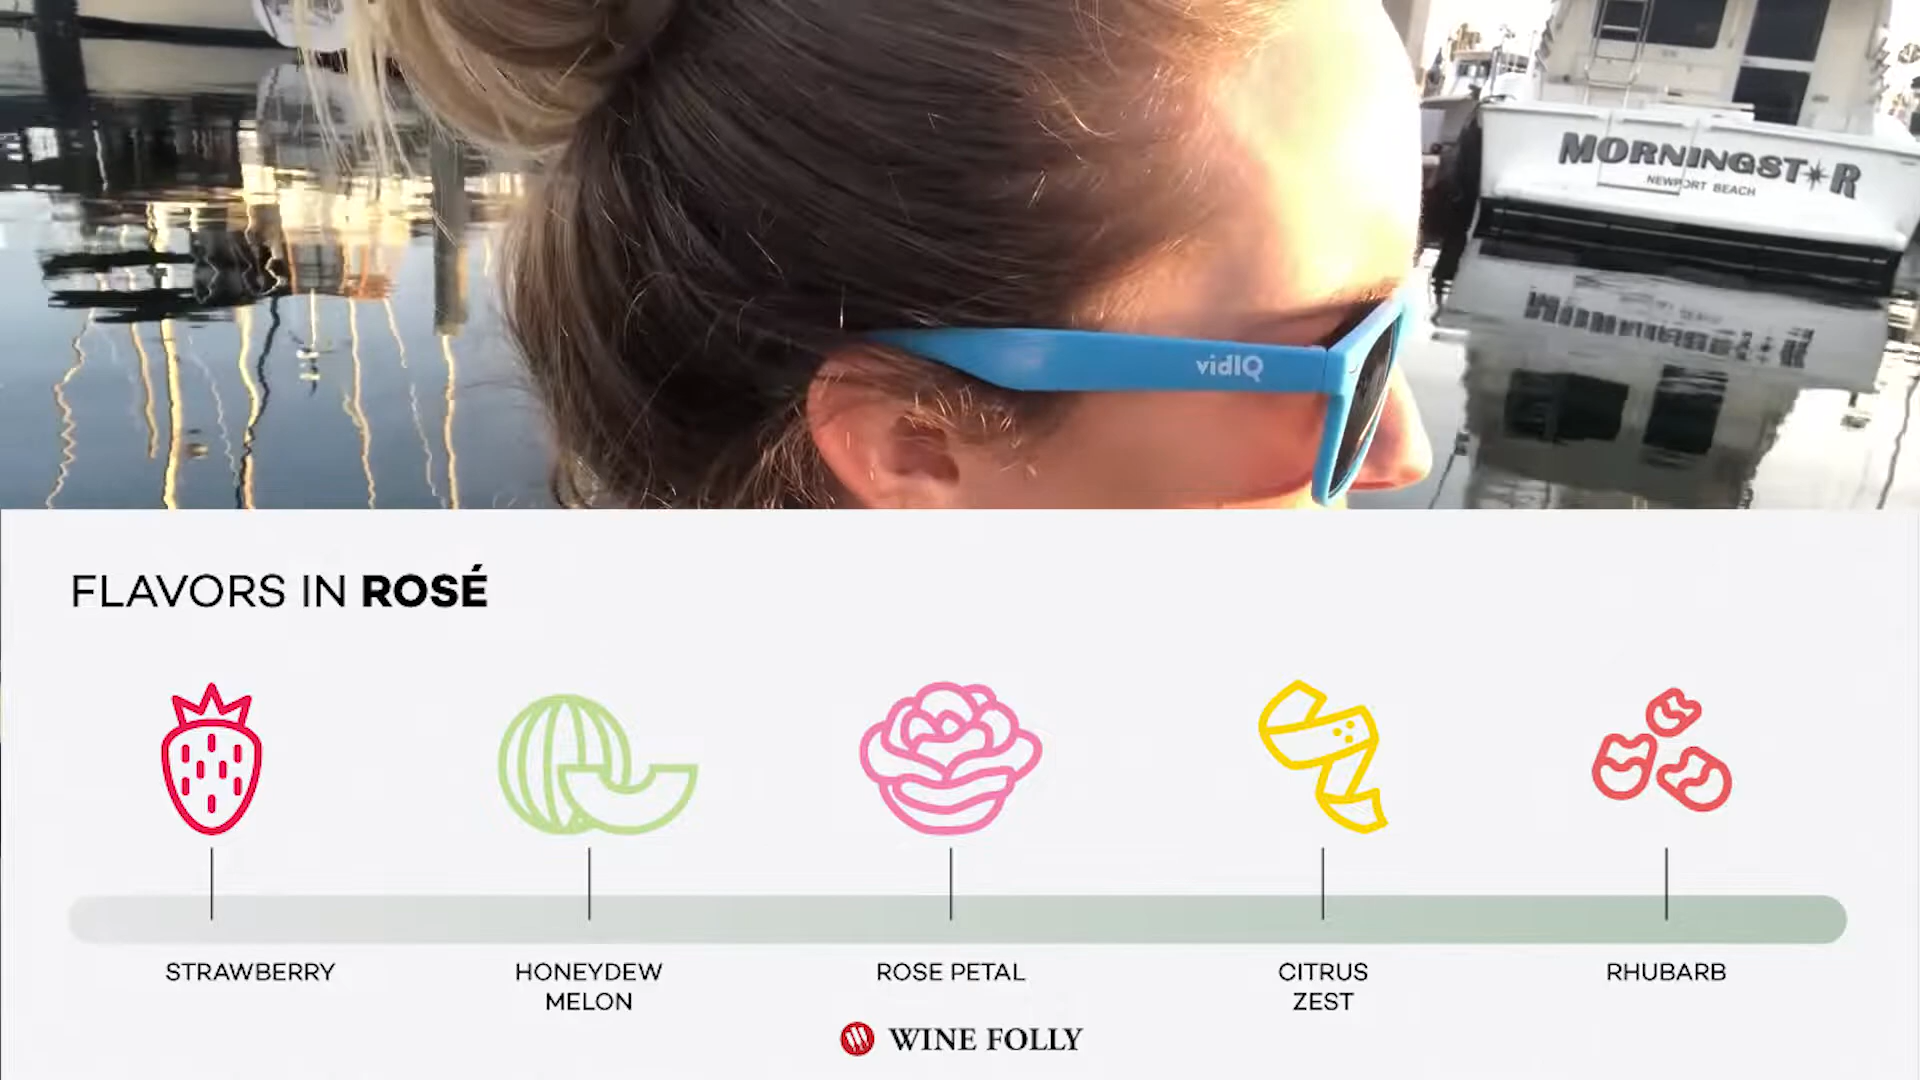 MORNINGST★R
NEWPORT BEACH
vidIQ
FLAVORS IN ROSÉ
STRAWBERRY
HONEYDEW
MELON
ROSE PETAL
CITRUS
ZEST
RHUBARB
WINE FOLLY